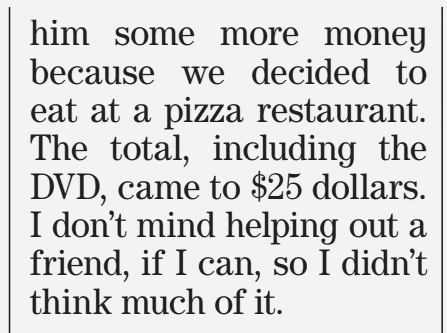 him some more money
because we decided to
eat at a pizza restaurant.
The total, including the
DVD, came to $25 dollars.
I don't mind helping out a
friend, if I can, so I didn't
think much of it.